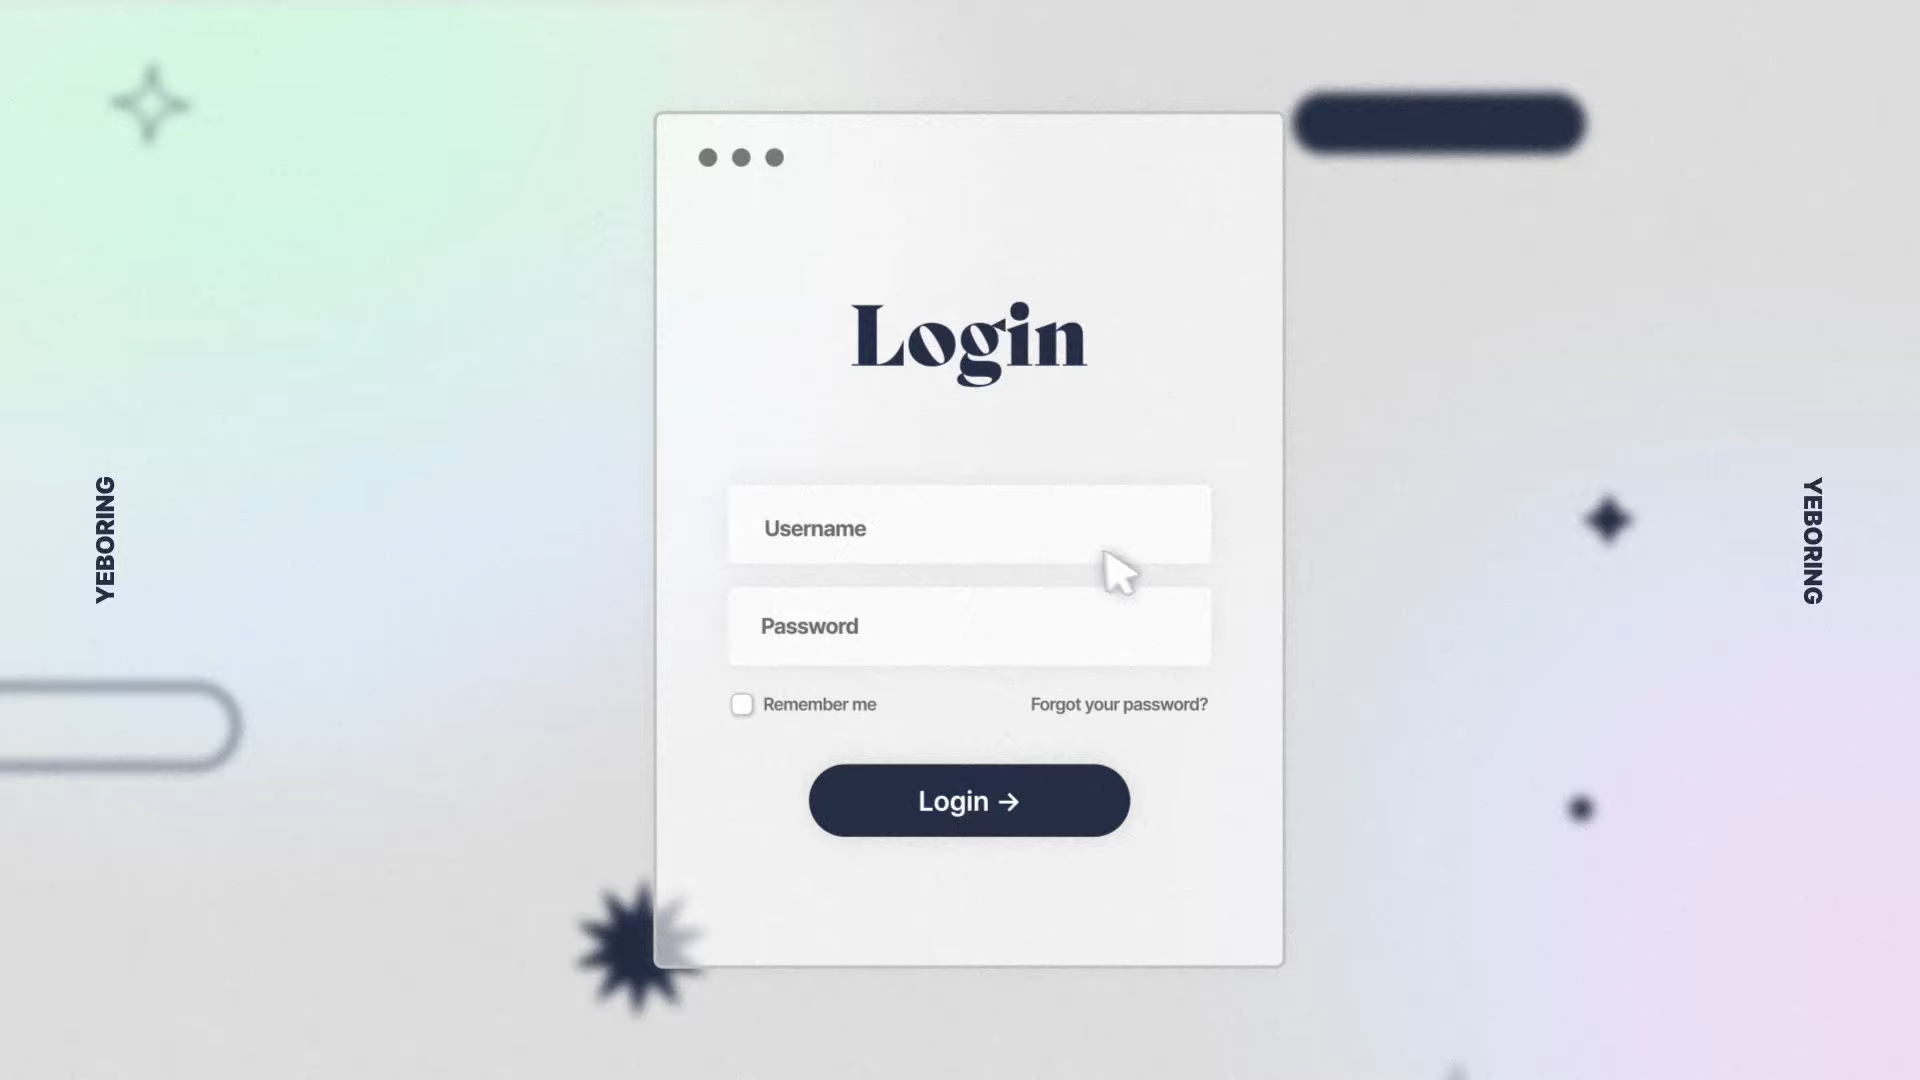 Login
Username
Password
Remember me
Forgot your password?
Login →
YEBORING
YEBORING